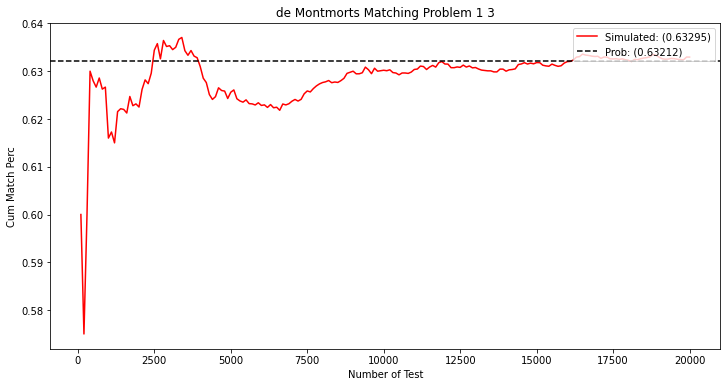 de Montmorts Matching Problem 1 3
Simulated: (0.63295)
Prob: (0.63212)
Cum Match Perc
0.64
0.63
0.62
0.61
0.60
0.59
0.58
0 2500 5000 7500 10000 12500 15000 17500 20000
Number of Test